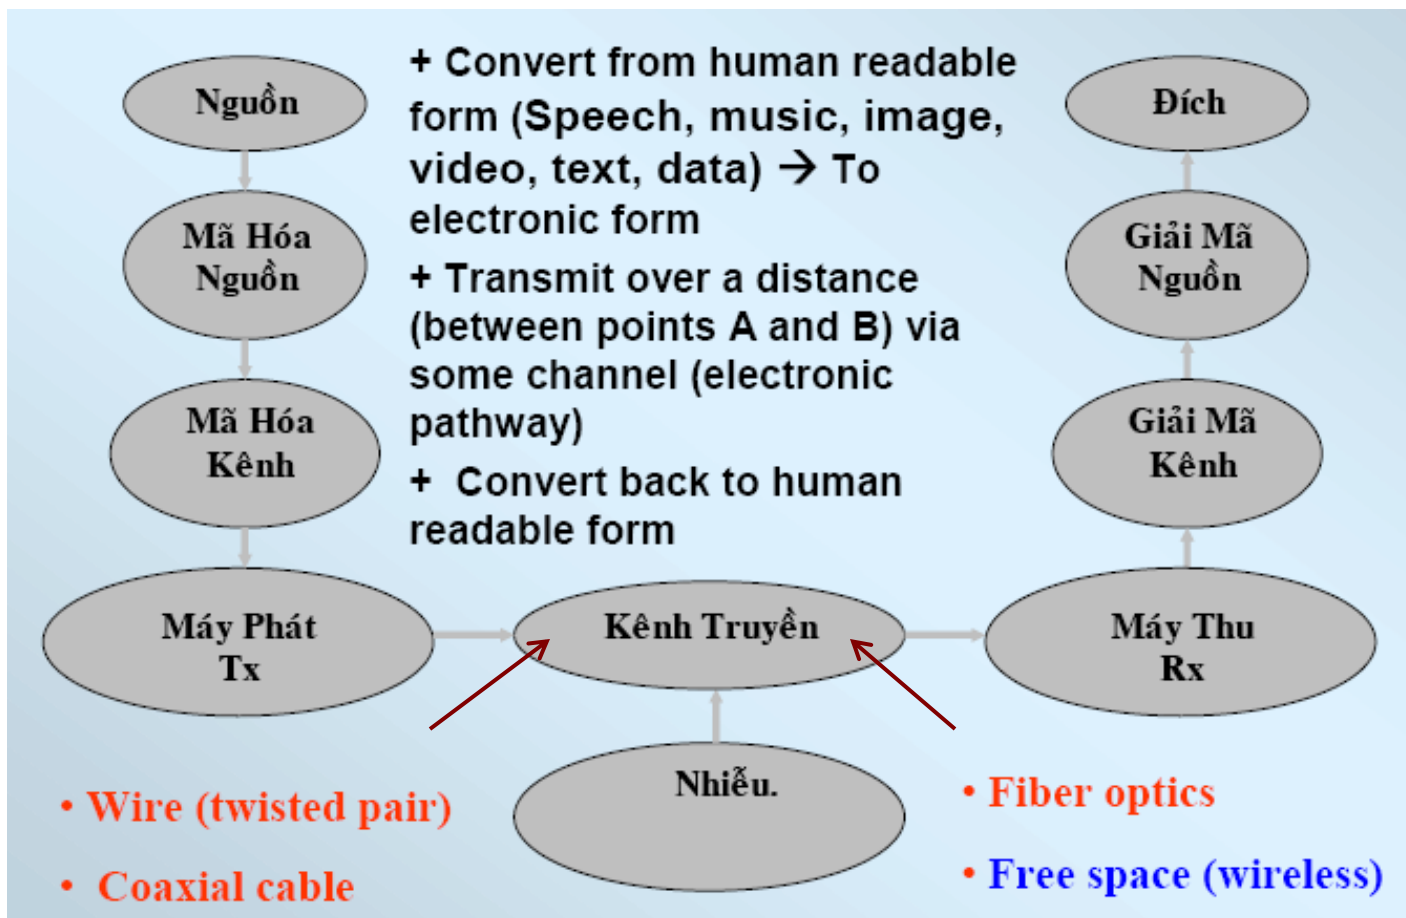 Nguồn
Mã Hóa
Nguồn
Mã Hóa
Kênh
Máy Phát
Tx
+ Convert from human readable
form (Speech, music, image,
video, text, data) → To
electronic form
+ Transmit over a distance
(between points A and B) via
some channel (electronic
pathway)
+ Convert back to human
readable form
Kênh Truyền
Nhiễu.
Đích
Giải Mã
Nguồn
Giải Mã
Kênh
Máy Thu
Rx
• Wire (twisted pair)
• Coaxial cable
• Fiber optics
• Free space (wireless)